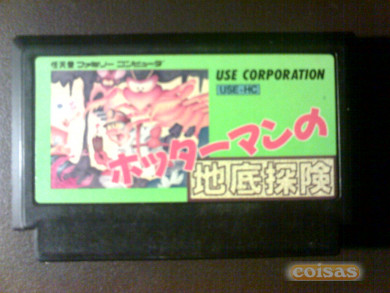 任天堂 ファミリー コンピュータ
USE CORPORATION
USE-HC
ホッターマンの
地底探険
coisas